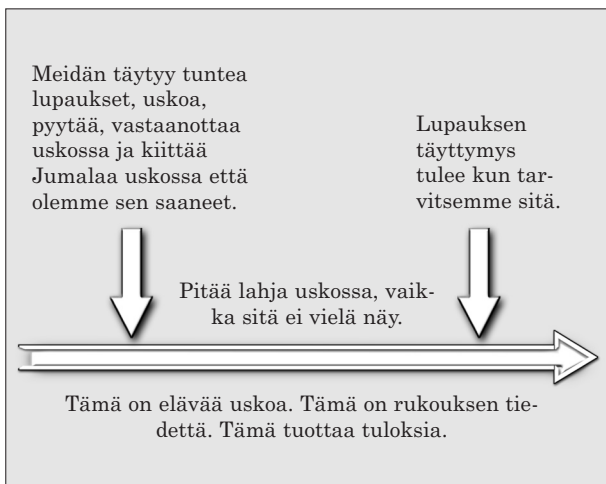 Meidän täytyy tuntea
lupaukset, uskoa,
pyytää, vastaanottaa
uskossa ja kiittää
Jumalaa uskossa että
olemme sen saaneet.
Lupauksen
täyttymys
tulee kun tar-
vitsemme sitä.
Pitää lahja uskossa, vaik-
ka sitä ei vielä näy.
Tämä on elävää uskoa. Tämä on rukouksen tie-
dettä. Tämä tuottaa tuloksia.